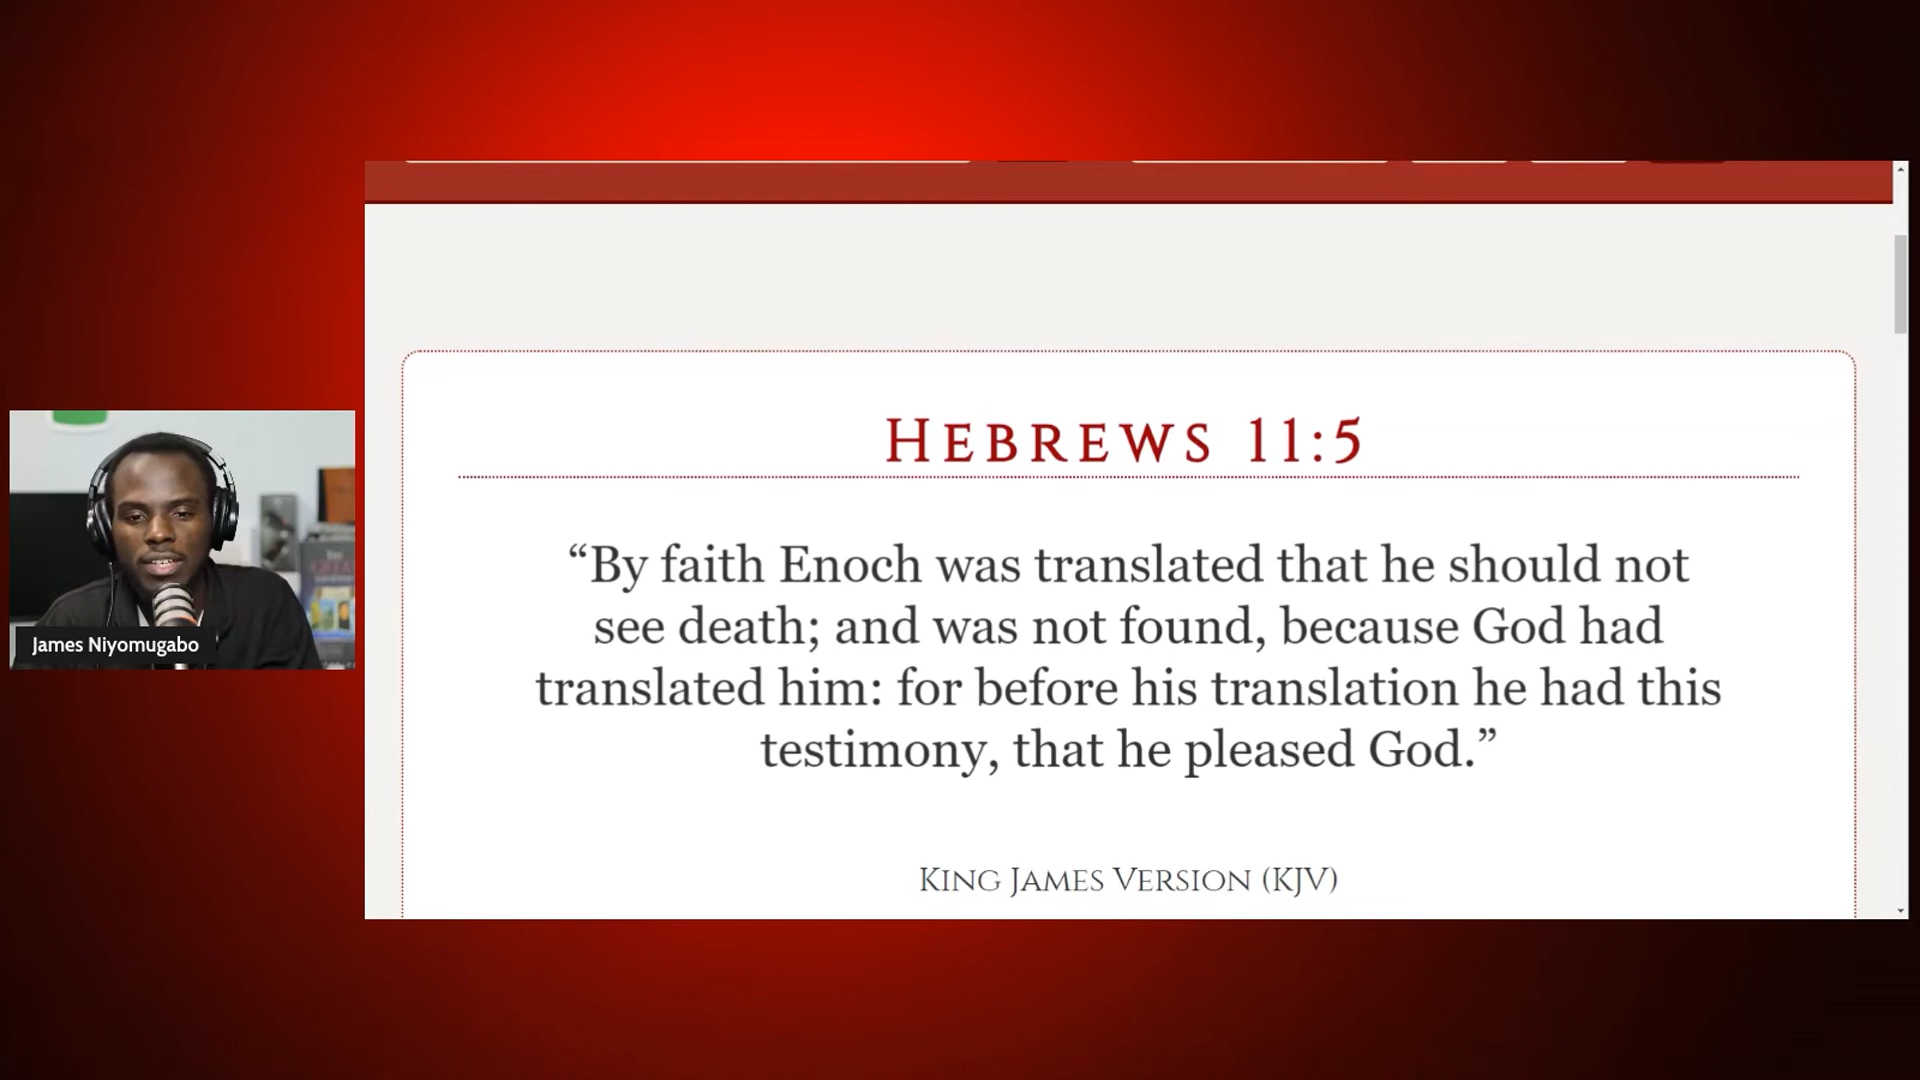 HEBREWS 11:5
“By faith Enoch was translated that he should not
see death; and was not found, because God had
translated him: for before his translation he had this
testimony, that he pleased God.”
KING JAMES VERSION (KJV)
James Niyomugabo